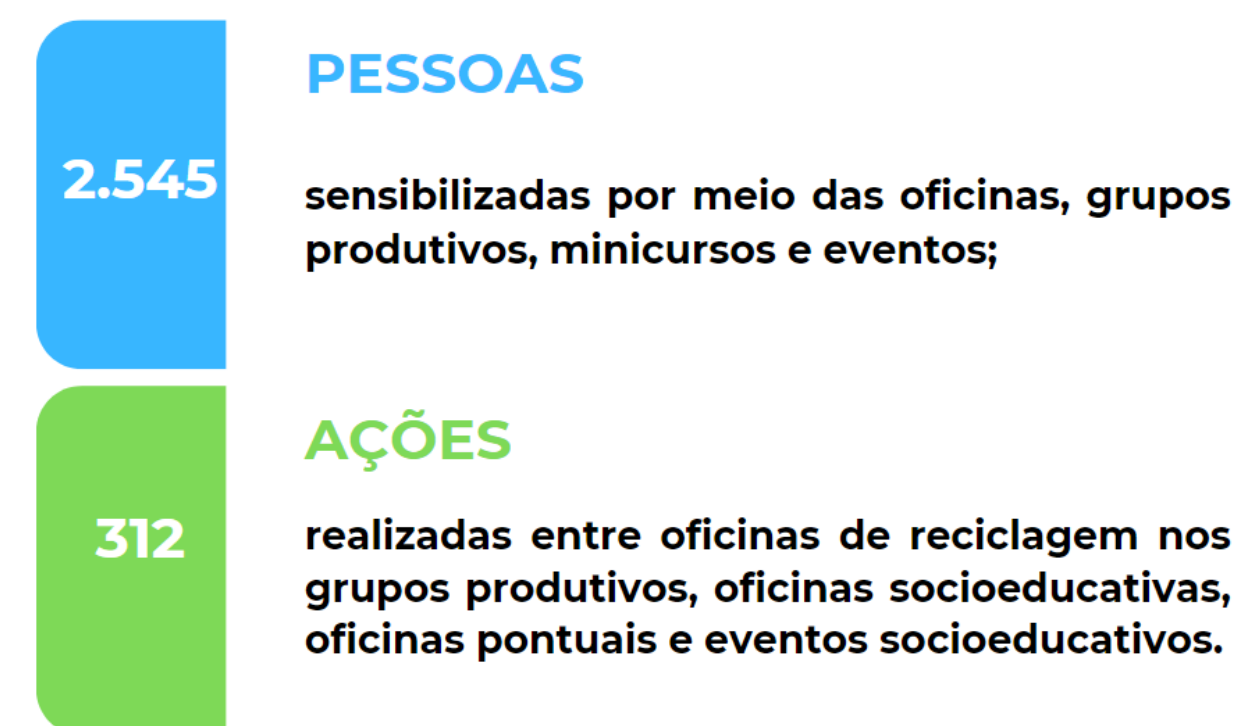 PESSOAS
2.545
sensibilizadas por meio das oficinas, grupos
produtivos, minicursos e eventos;
AÇÕES
312
realizadas entre oficinas de reciclagem nos
grupos produtivos, oficinas socioeducativas,
oficinas pontuais e eventos socioeducativos.